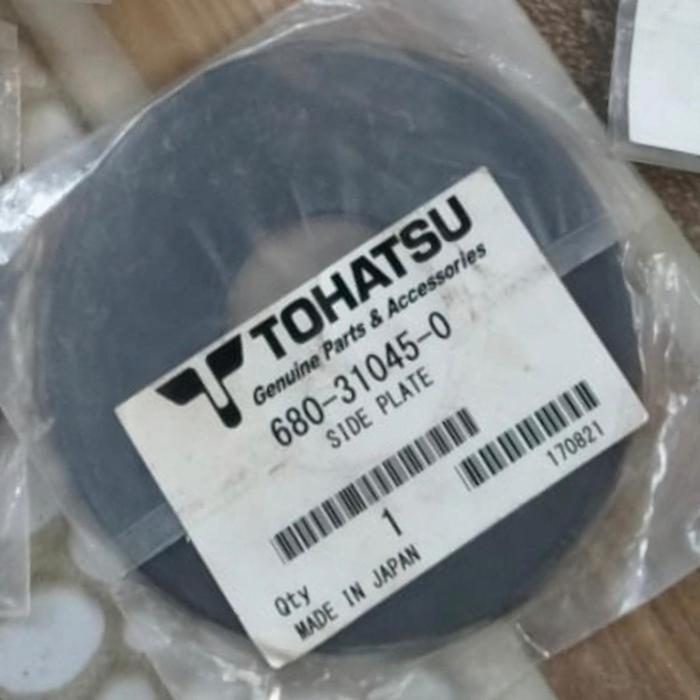 TOHATSU
Genuine Parts & Accessories
680-31045-0
SIDE PLATE
170821
Qty 1
MADE IN JAPAN